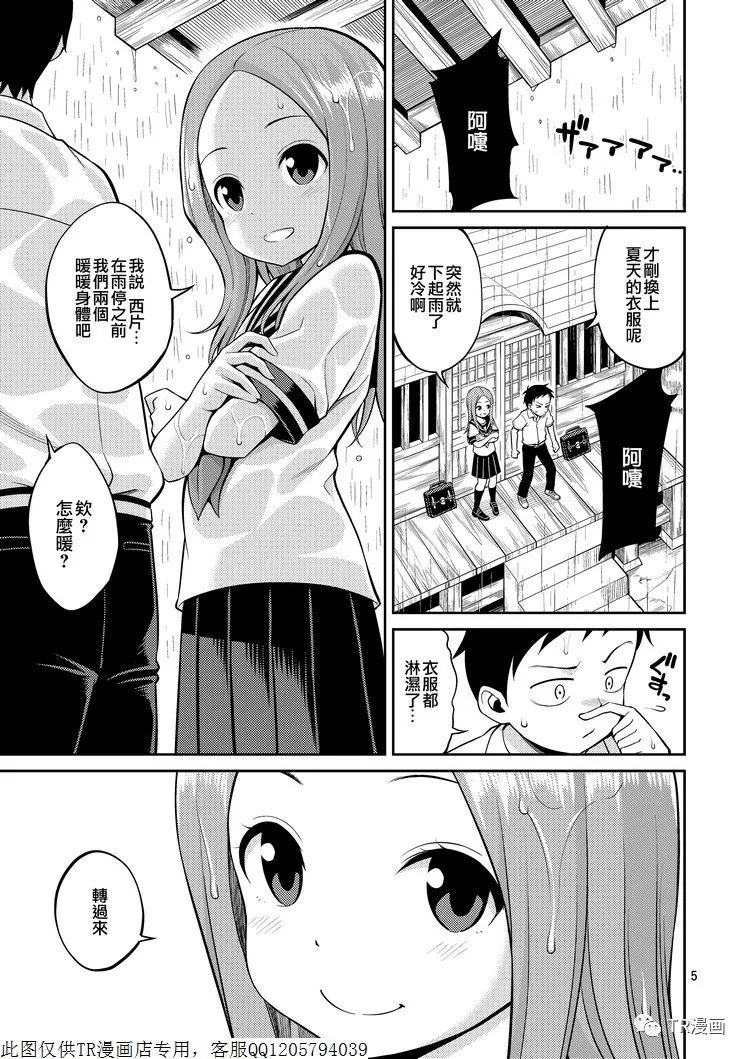 阿嚏
ザァァァァ・・
才剛換上
夏天的衣服
呢
突然就
下起雨了
好冷啊
阿嚏
衣服都
淋濕了…
ぐすっ
我說 西片…
在雨停之前
我們兩個
暖暖身體吧
欸？
怎麼暖？
轉過來
5
TR漫画
此图仅供TR漫画店专用，客服QQ1205794039